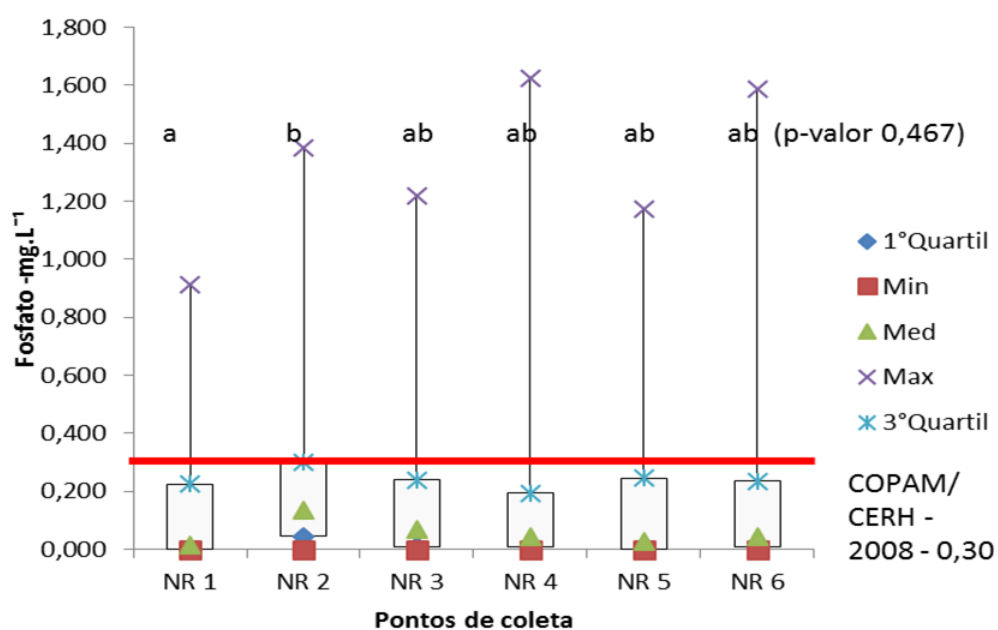 1,800
1,600
1,400
1,200
1,000
0,800
0,600
0,400
0,200
0,000
Fosfato -mg.L⁻¹
a b ab ab ab ab (p-valor 0,467)
NR 1 NR 2 NR 3 NR 4 NR 5 NR 6
Pontos de coleta
1°Quartil
Min
Med
Max
3°Quartil
COPAM/
CERH -
2008 - 0,30